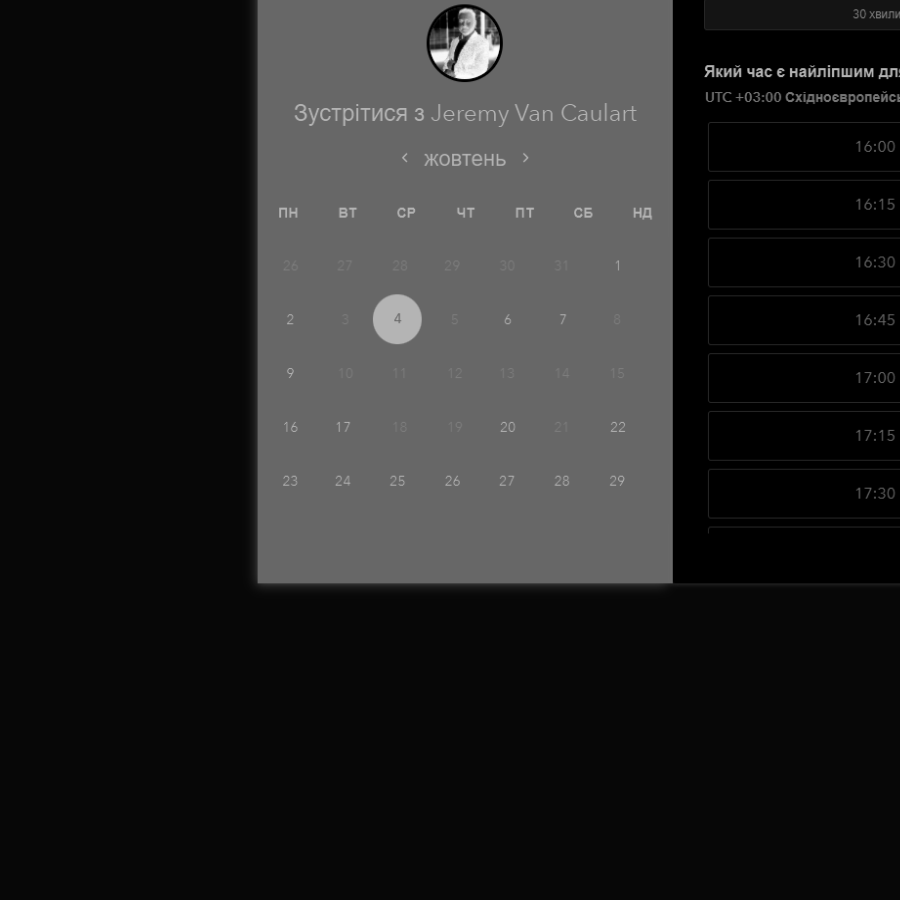 Зустрітися з Jeremy Van Caulart
жовтень
ПН ВТ СР ЧТ ПТ СБ НД
26 27 28 29 30 31 1
2 3 4 5 6 7 8
9 10 11 12 13 14 15
16 17 18 19 20 21 22
23 24 25 26 27 28 29
30 хвили
Який час є найліпшим дл
UTC +03:00 Східноєвропейсь
16:00
16:15
16:30
16:45
17:00
17:15
17:30